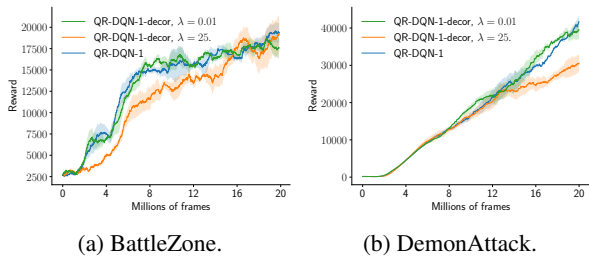 QR-DQN-1-decor, λ = 0.01
QR-DQN-1-decor, λ = 25.
QR-DQN-1
20000
17500
15000
12500
10000
7500
5000
2500
Reward
0 4 8 12 16 20
Millions of frames
(a) BattleZone.
QR-DQN-1-decor, λ = 0.01
QR-DQN-1-decor, λ = 25.
QR-DQN-1
40000
30000
20000
10000
0
Reward
0 4 8 12 16 20
Millions of frames
(b) DemonAttack.